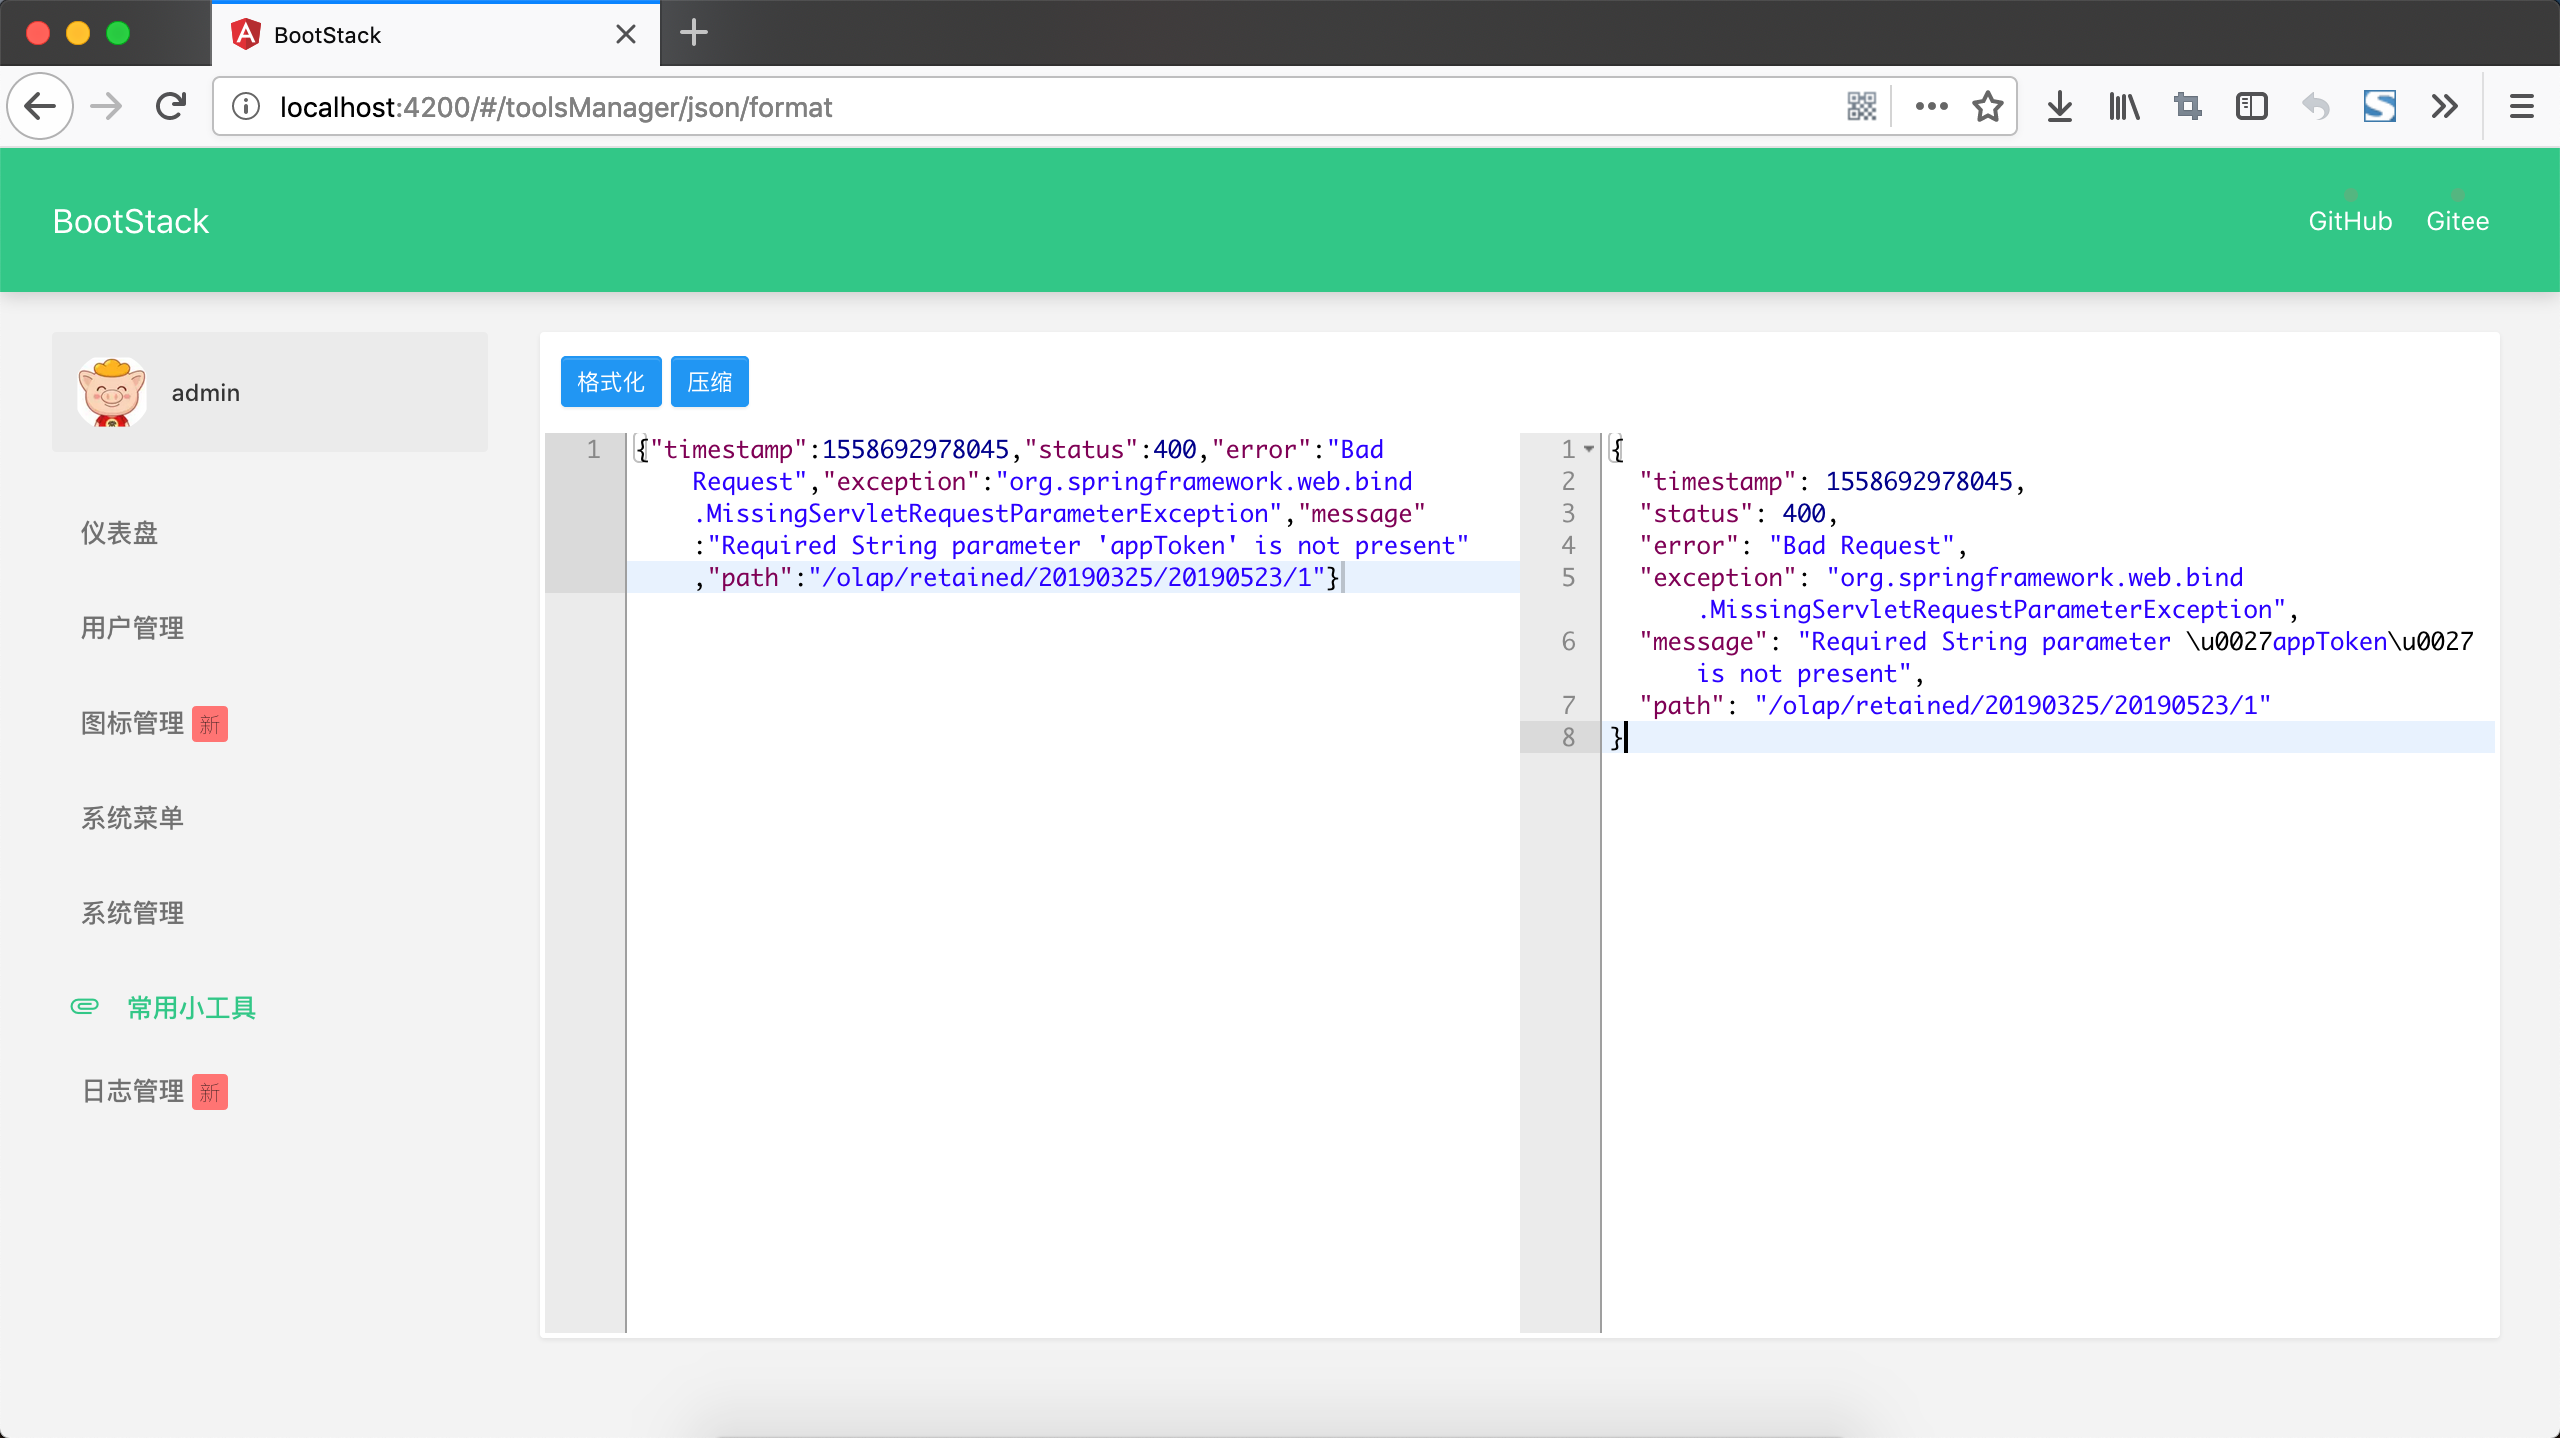 BootStack
localhost:4200/#/toolsManager/json/format
BootStack
GitHub Gitee
admin
仪表盘
用户管理
图标管理 新
系统菜单
系统管理
常用小工具
日志管理 新
格式化 压缩
1 {"timestamp":1558692978045,"status":400,"error":"Bad
Request","exception":"org.springframework.web.bind
.MissingServletRequestParameterException","message"
:"Required String parameter 'appToken' is not present"
,"path":"/olap/retained/20190325/20190523/1"}
1 {
2 "timestamp": 1558692978045,
3 "status": 400,
4 "error": "Bad Request",
5 "exception": "org.springframework.web.bind
.MissingServletRequestParameterException",
6 "message": "Required String parameter \u0027appToken\u0027
is not present",
7 "path": "/olap/retained/20190325/20190523/1"
8 }